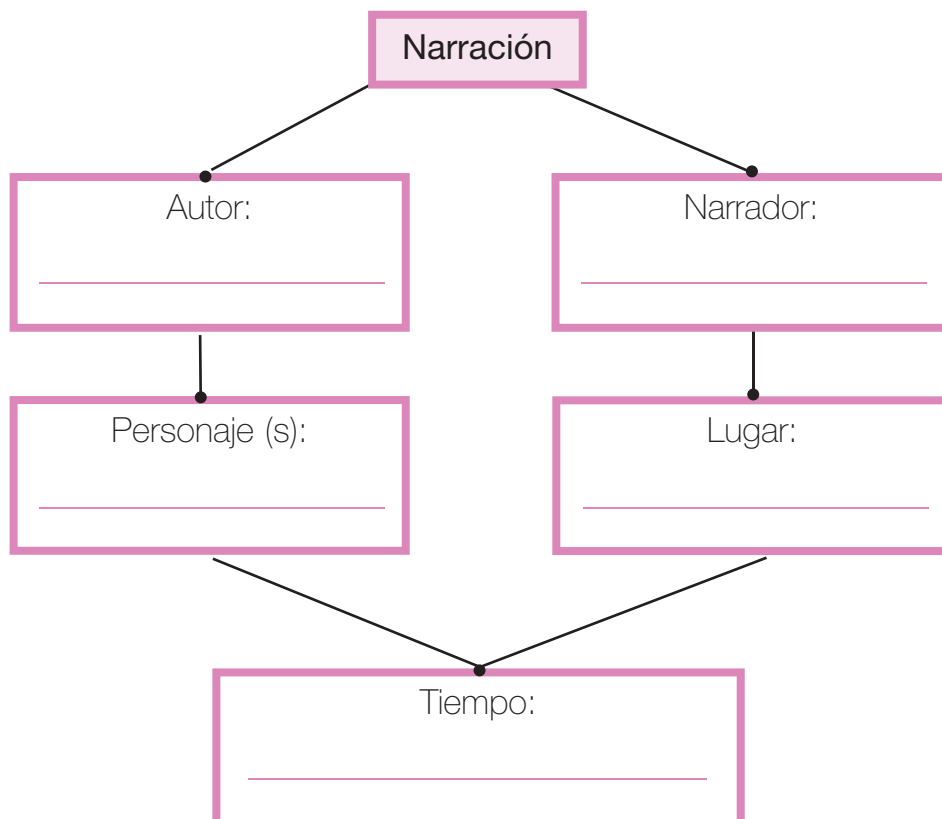 Narración
Autor:
Narrador:
Personaje (s):
Lugar:
Tiempo: